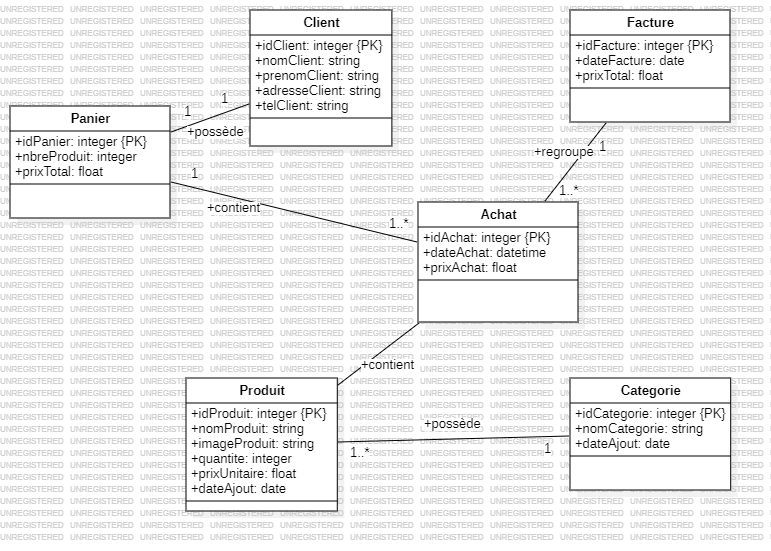 Client
+idClient: integer {PK}
+nomClient: string
+prenomClient: string
+adresseClient: string
+telClient: string
Facture
+idFacture: integer {PK}
+dateFacture: date
+prixTotal: float
Panier
+idPanier: integer {PK}
+nbreProduit: integer
+prixTotal: float
1
1
+possède
1
+contient
1..*
+regroupe
1
1..*
Achat
+idAchat: integer {PK}
+dateAchat: datetime
+prixAchat: float
+contient
Produit
+idProduit: integer {PK}
+nomProduit: string
+imageProduit: string
+quantite: integer
+prixUnitaire: float
+dateAjout: date
+possède
1..*
1
Categorie
+idCategorie: integer {PK}
+nomCategorie: string
+dateAjout: date
UNREGISTERED